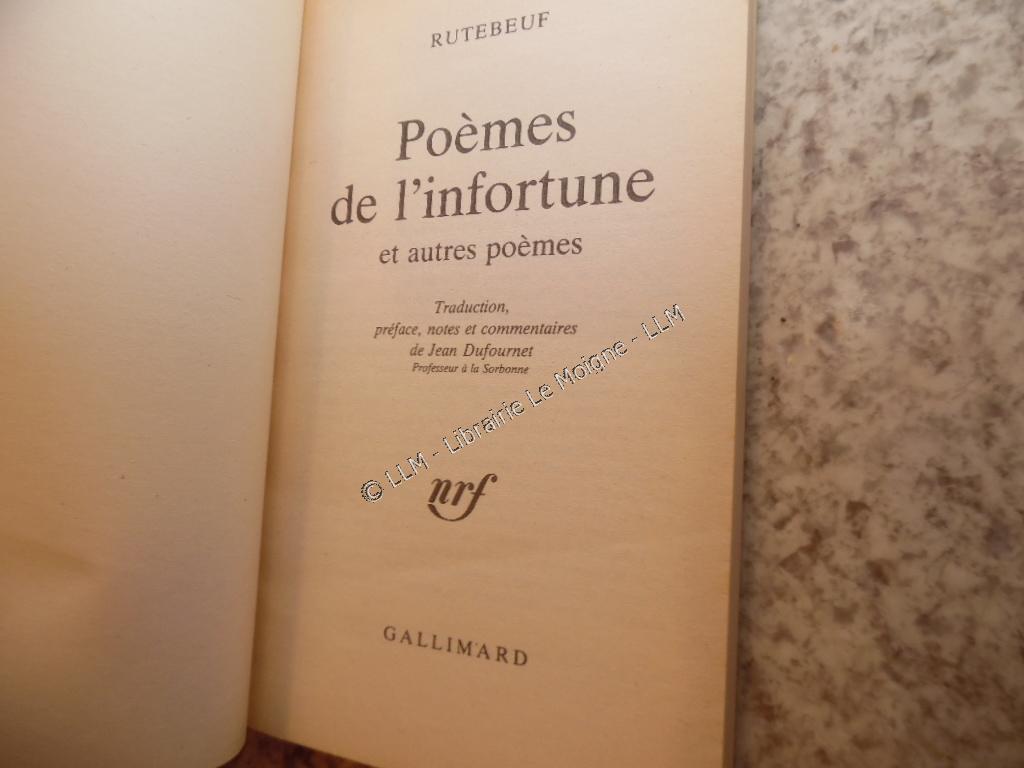 RUTEBEUF
Poèmes
de l'infortune
et autres poèmes
Traduction,
préface, notes et commentaires
de Jean Dufournet
Professeur à la Sorbonne
© LLM - Librairie Le Moigne - LLM
nrf
GALLIMARD